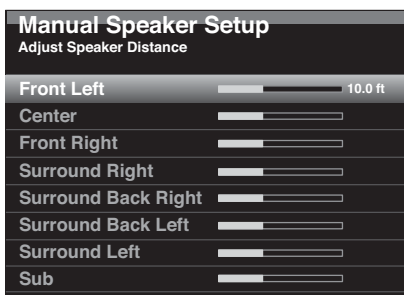 Manual Speaker Setup
Adjust Speaker Distance
Front Left 10.0 ft
Center
Front Right
Surround Right
Surround Back Right
Surround Back Left
Surround Left
Sub